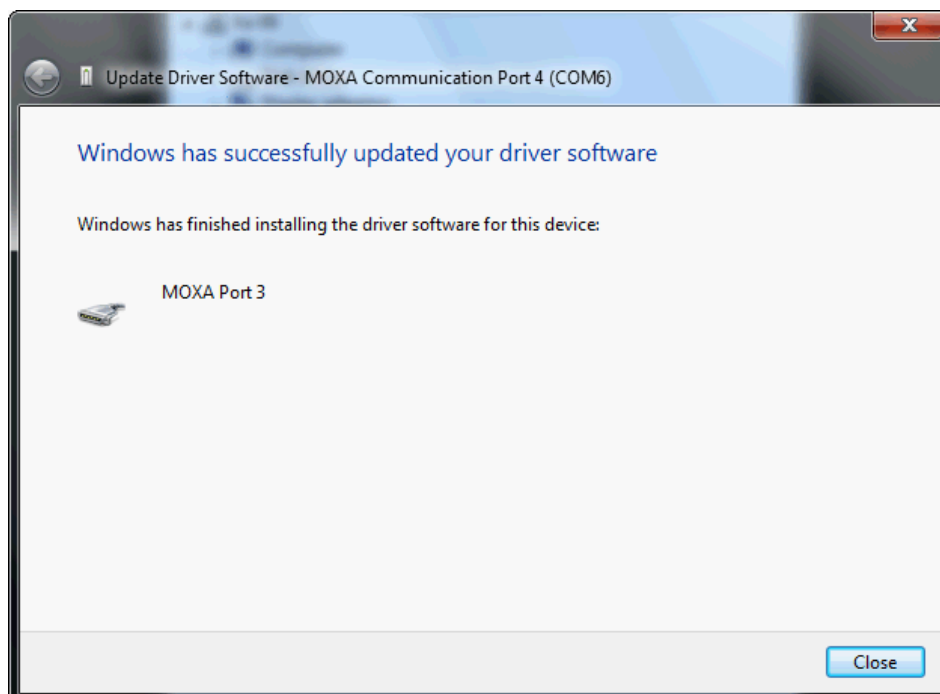 Update Driver Software - MOXA Communication Port 4 (COM6)
Windows has successfully updated your driver software
Windows has finished installing the driver software for this device:
MOXA Port 3
Close